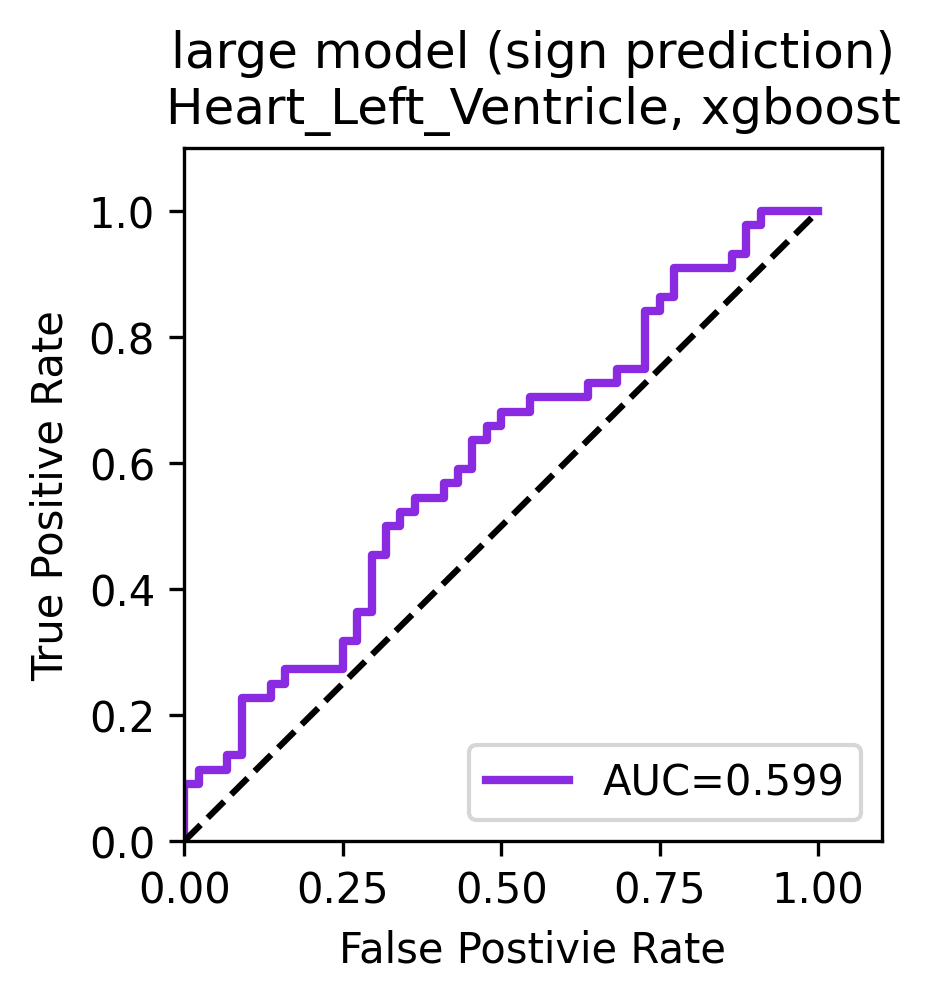 large model (sign prediction)
Heart_Left_Ventricle, xgboost
1.0
0.8
0.6
0.4
0.2
0.0
True Positive Rate
AUC=0.599
0.00 0.25 0.50 0.75 1.00
False Postivie Rate